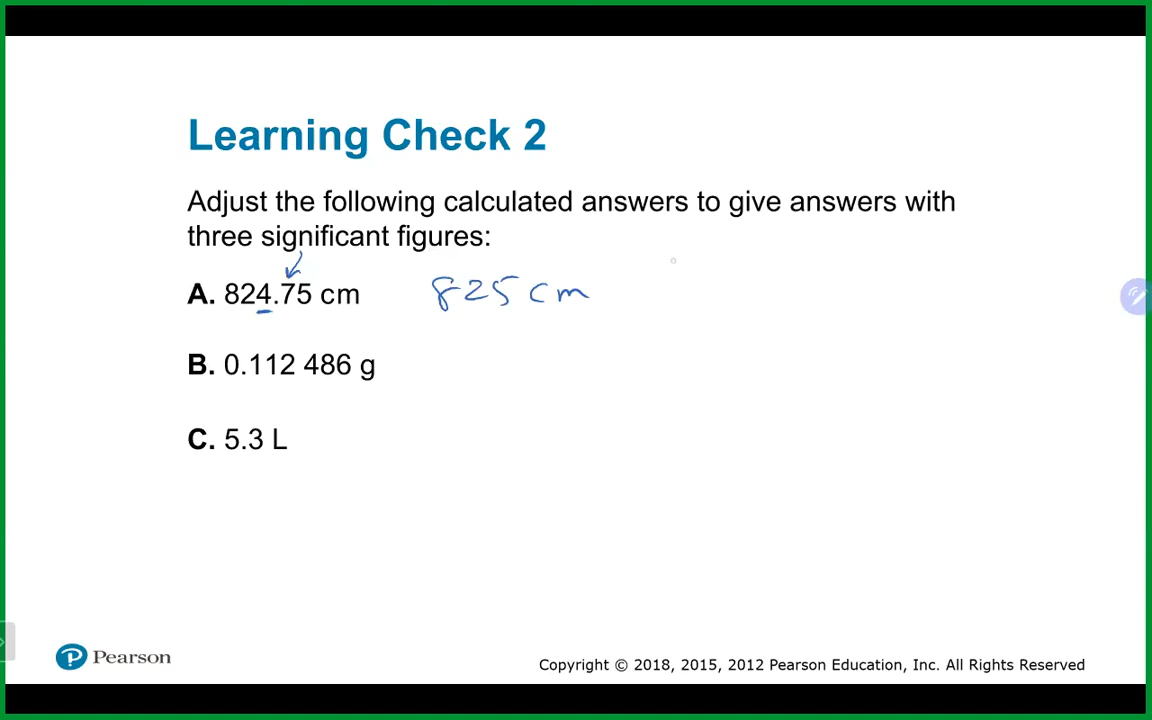 Learning Check 2
Adjust the following calculated answers to give answers with
three significant figures:
A. 824.75 cm 825 cm
B. 0.112 486 g
C. 5.3 L
Pearson
Copyright © 2018, 2015, 2012 Pearson Education, Inc. All Rights Reserved